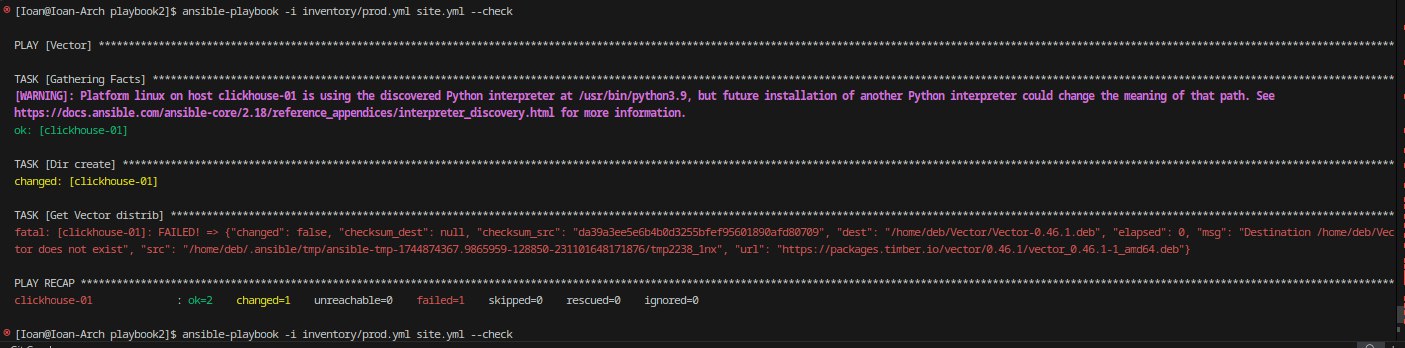 [Ioan@Ioan-Arch playbook2]$ ansible-playbook -i inventory/prod.yml site.yml --check
PLAY [Vector] ****************************************************************************************************
TASK [Gathering Facts] ****************************************************************************************************
[WARNING]: Platform linux on host clickhouse-01 is using the discovered Python interpreter at /usr/bin/python3.9, but future installation of another Python interpreter could change the meaning of that path. See
https://docs.ansible.com/ansible-core/2.18/reference_appendices/interpreter_discovery.html for more information.
ok: [clickhouse-01]
TASK [Dir create] ****************************************************************************************************
changed: [clickhouse-01]
TASK [Get Vector distrib] ****************************************************************************************************
fatal: [clickhouse-01]: FAILED! => {"changed": false, "checksum_dest": null, "checksum_src": "da39a3ee5e6b4b0d3255bfef95601890afd80709", "dest": "/home/deb/Vector/Vector-0.46.1.deb", "elapsed": 0, "msg": "Destination /home/deb/Vec
tor does not exist", "src": "/home/deb/.ansible/tmp/ansible-tmp-1744874367.9865959-128850-231101648171876/tmp2238_1nx", "url": "https://packages.timber.io/vector/0.46.1/vector_0.46.1-1_amd64.deb"}
PLAY RECAP ****************************************************************************************************
clickhouse-01 : ok=2 changed=1 unreachable=0 failed=1 skipped=0 rescued=0 ignored=0
[Ioan@Ioan-Arch playbook2]$ ansible-playbook -i inventory/prod.yml site.yml --check